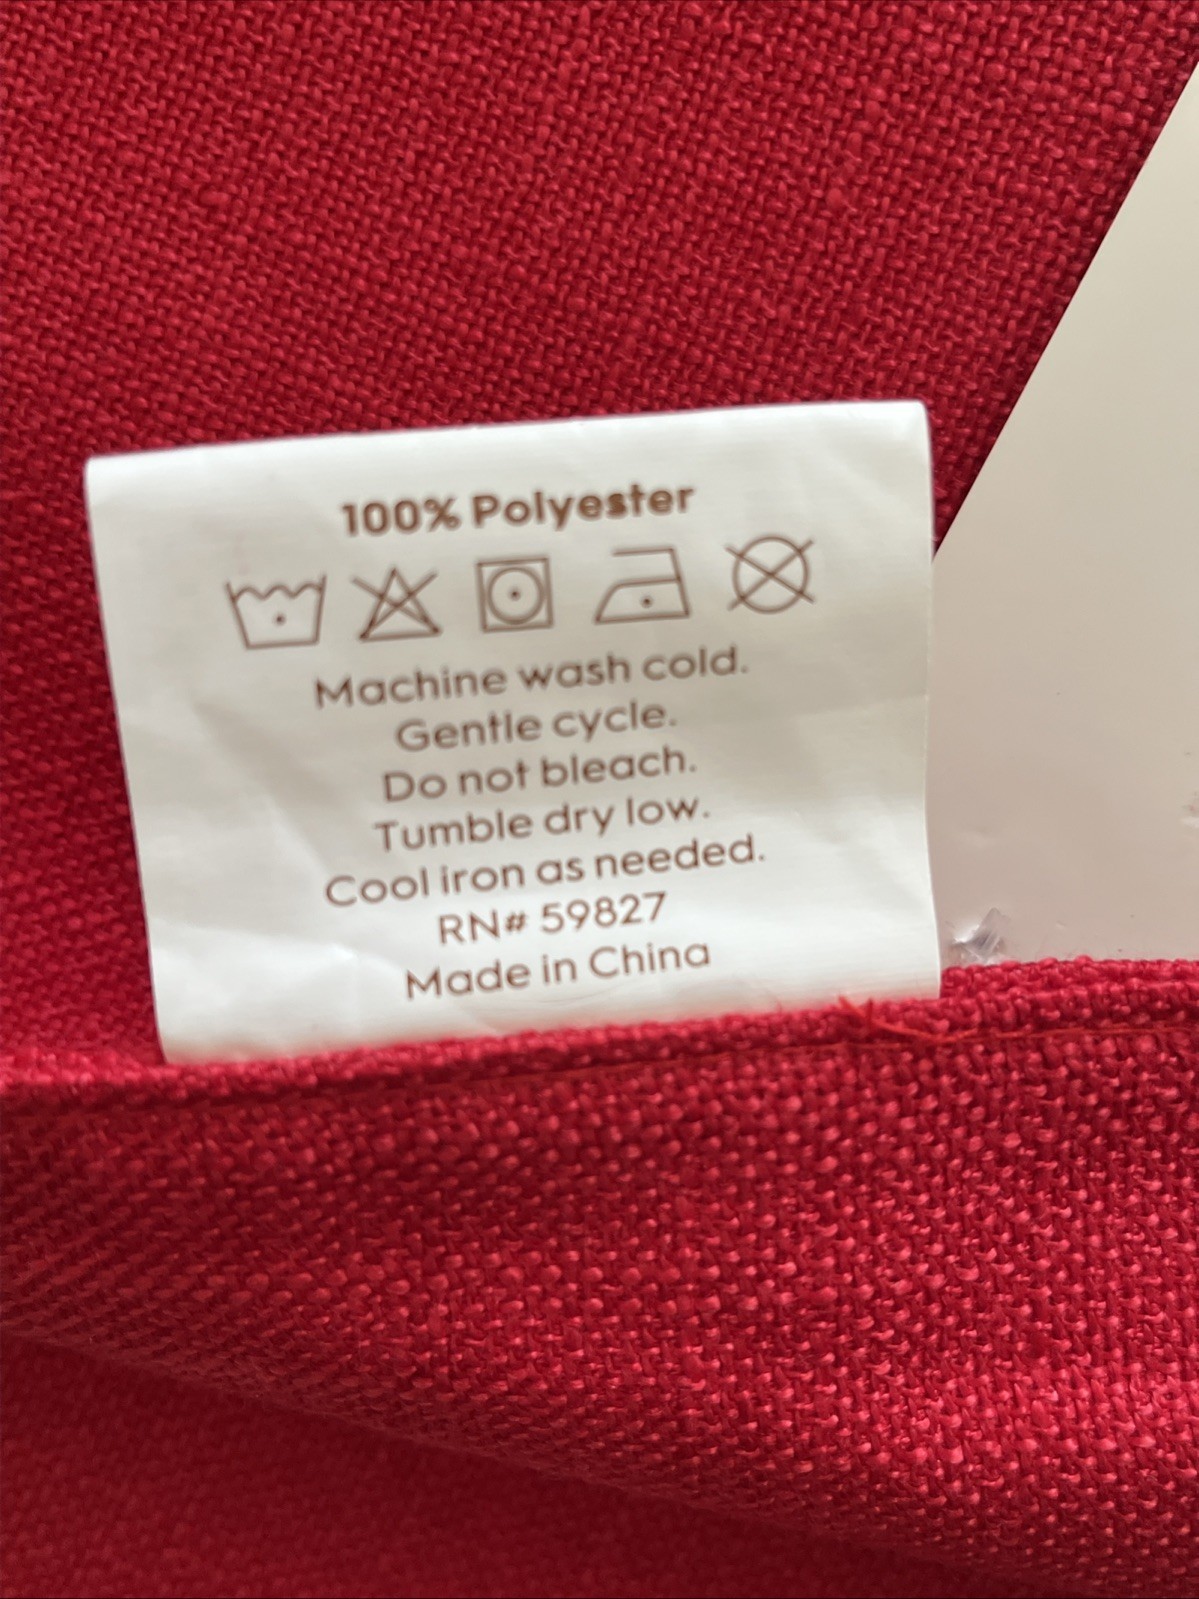 100% Polyester
Machine wash cold.
Gentle cycle.
Do not bleach.
Tumble dry low.
Cool iron as needed.
RN# 59827
Made in China